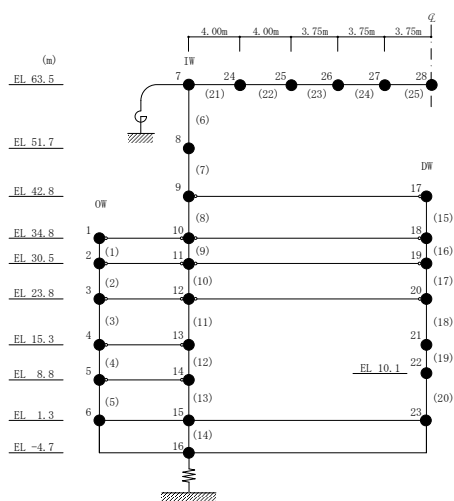 ℄
4.00m 4.00m 3.75m 3.75m 3.75m
(m) IW
EL 63.5 7 24 25 26 27 28
(21) (22) (23) (24) (25)
(6)
EL 51.7 8
(7) DW
EL 42.8 9 17
OW (8) (15)
EL 34.8 1 10 18
(1) (9) (16)
EL 30.5 2 11 19
(2) (10) (17)
EL 23.8 3 12 20
(3) (11) (18)
EL 15.3 4 13 21
(4) (12) (19)
EL 8.8 5 14 EL 10.1 22
(5) (13) (20)
EL 1.3 6 15 23
(14)
EL -4.7 16